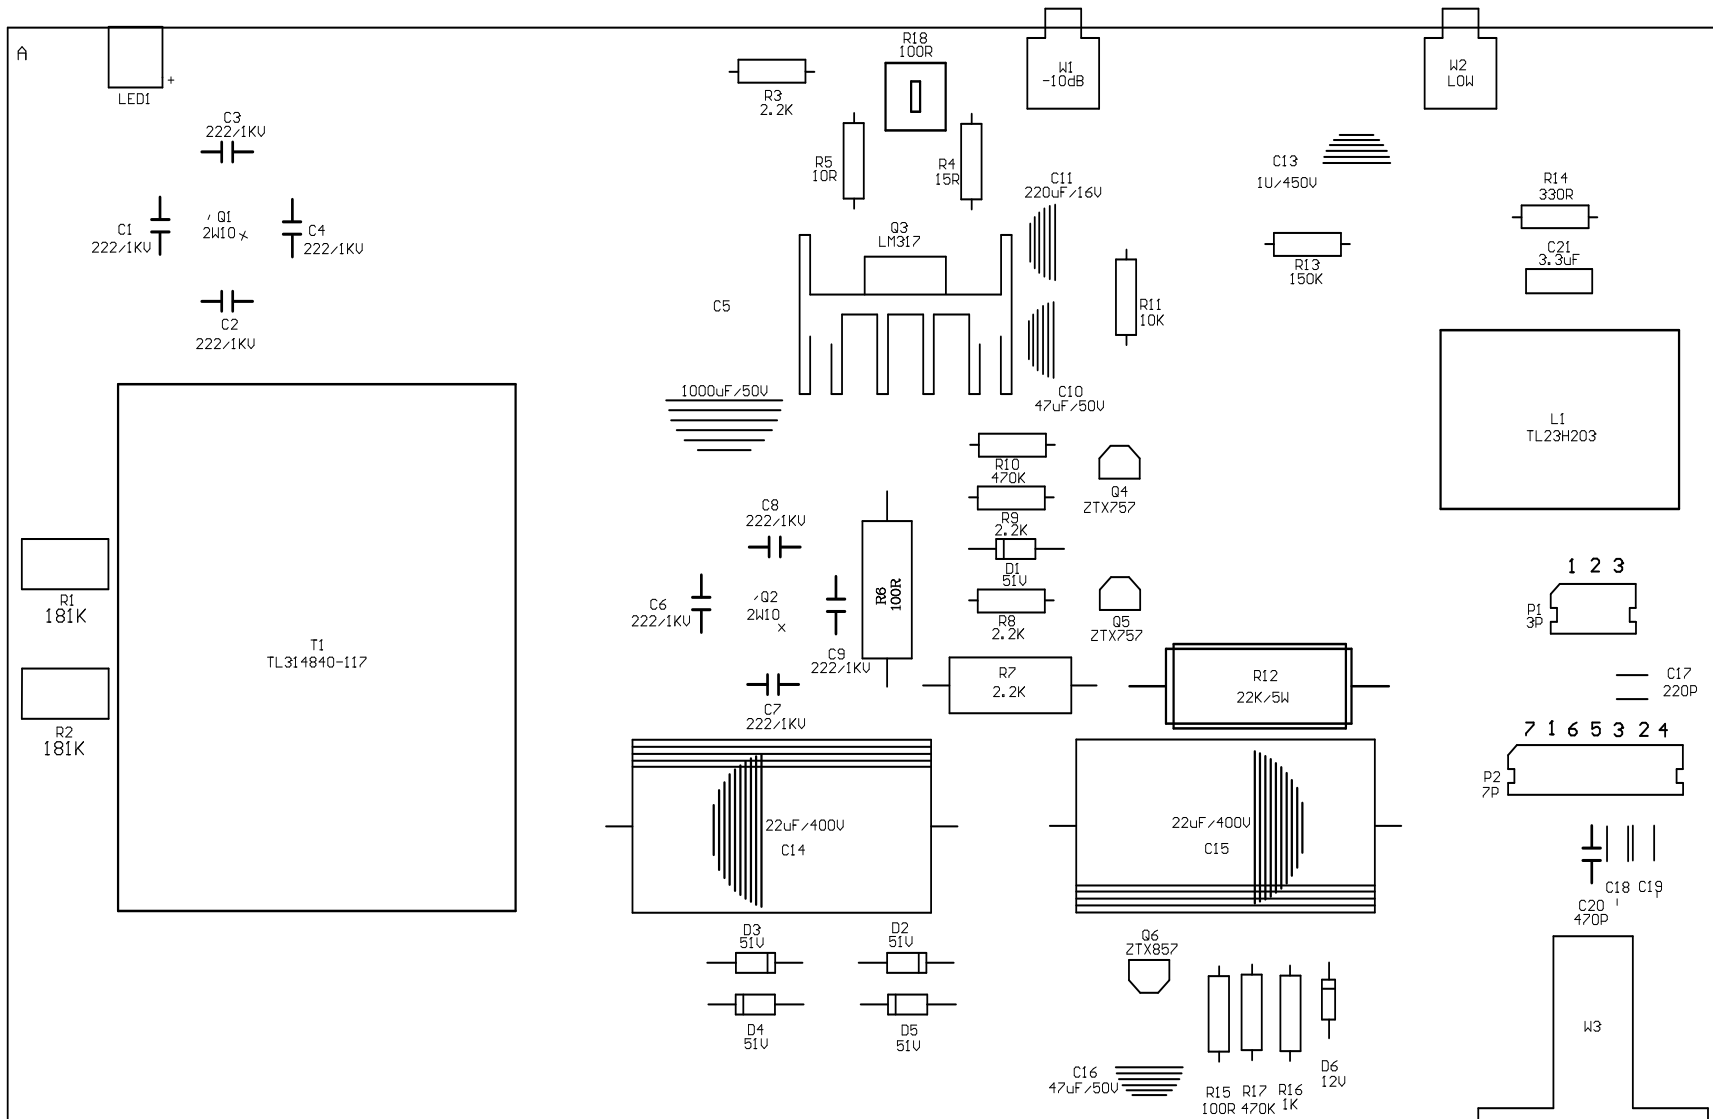 A
LED1
+
C3
222/1KV
C1
222/1KV
Q1
2W10
C4
222/1KV
C2
222/1KV
R3
2.2K
R18
100R
R5
10R
R4
15R
W1
-10dB
W2
LOW
C13
1U/450V
C11
220uF/16V
R14
330R
Q3
LM317
R13
150K
C21
3.3uF
C5
1000uF/50V
R11
10K
C10
47uF/50V
L1
TL23H203
R10
470K
Q4
ZTX757
R9
2.2K
D1
51V
C8
222/1KV
C6
222/1KV
Q2
2W10
C9
222/1KV
C7
222/1KV
R6
100R
R8
2.2K
Q5
ZTX757
R7
2.2K
R12
22K/5W
R1
181K
R2
181K
T1
TL314840-117
1 2 3
P1
3P
C17
220P
7 1 6 5 3 2 4
P2
7P
22uF/400V
C14
22uF/400V
C15
C18
C19
C20
470P
D3
51V
D2
51V
D4
51V
D5
51V
Q6
ZTX857
C16
47uF/50V
R15
100R
R17
470K
R16
1K
D6
12V
W3